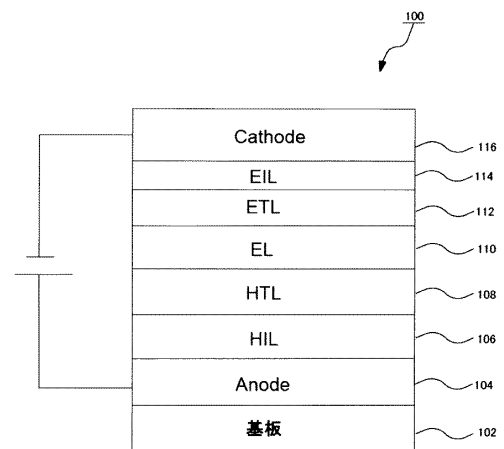 100
Cathode
116
EIL
114
ETL
112
EL
110
HTL
108
HIL
106
Anode
104
基板
102